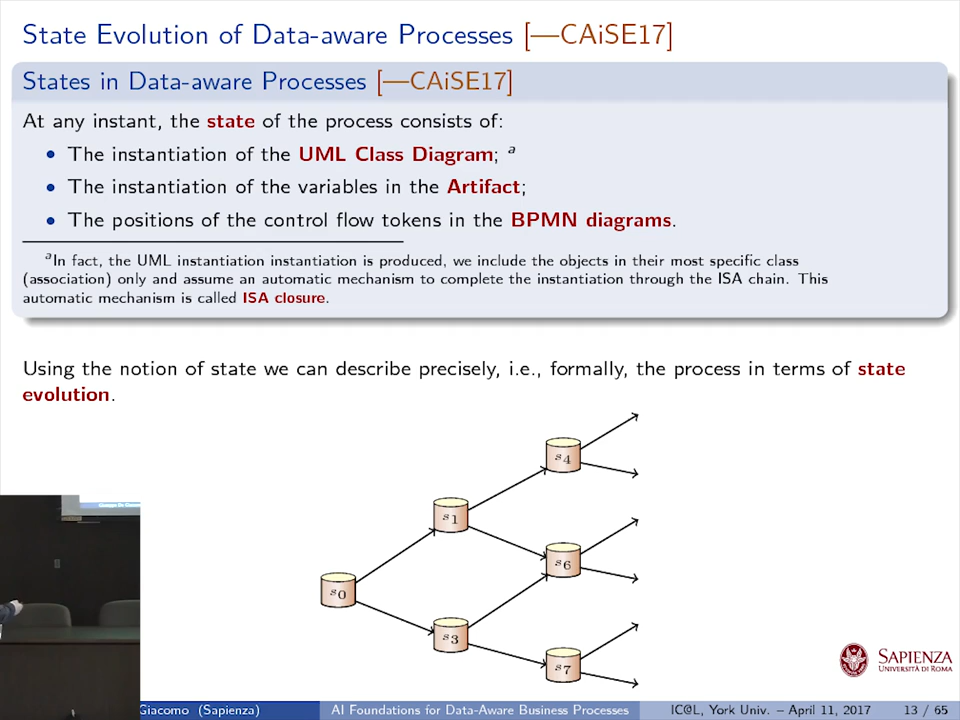 State Evolution of Data-aware Processes [—CAiSE17]
States in Data-aware Processes [—CAiSE17]
At any instant, the state of the process consists of:
• The instantiation of the UML Class Diagram; a
• The instantiation of the variables in the Artifact;
• The positions of the control flow tokens in the BPMN diagrams.
aIn fact, the UML instantiation instantiation is produced, we include the objects in their most specific class
(association) only and assume an automatic mechanism to complete the instantiation through the ISA chain. This
automatic mechanism is called ISA closure.
Using the notion of state we can describe precisely, i.e., formally, the process in terms of state
evolution.
s4
s1
s6
s0
s3
s7
SAPIENZA
UNIVERSITÀ DI ROMA
Giacomo (Sapienza) AI Foundations for Data-Aware Business Processes IC@L, York Univ. – April 11, 2017 13 / 65